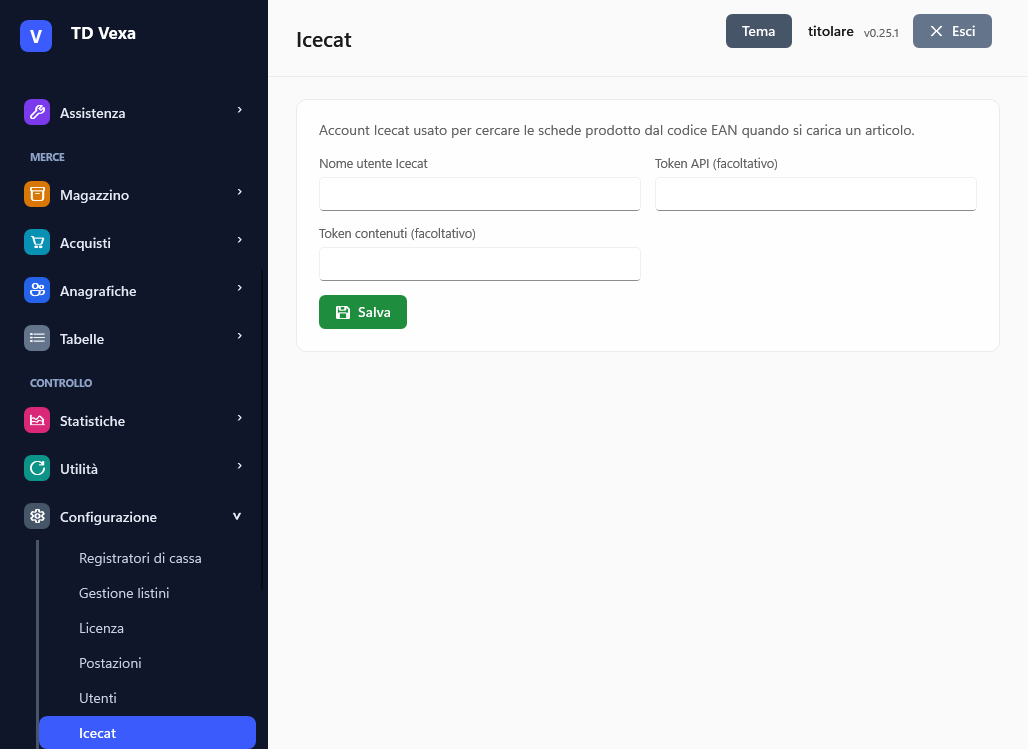 V
TD Vexa
Assistenza
MERCE
Magazzino
Acquisti
Anagrafiche
Tabelle
CONTROLLO
Statistiche
Utilità
Configurazione
Registratori di cassa
Gestione listini
Licenza
Postazioni
Utenti
Icecat
Icecat
Tema
titolare
v0.25.1
Esci
Account Icecat usato per cercare le schede prodotto dal codice EAN quando si carica un articolo.
Nome utente Icecat
Token API (facoltativo)
Token contenuti (facoltativo)
Salva